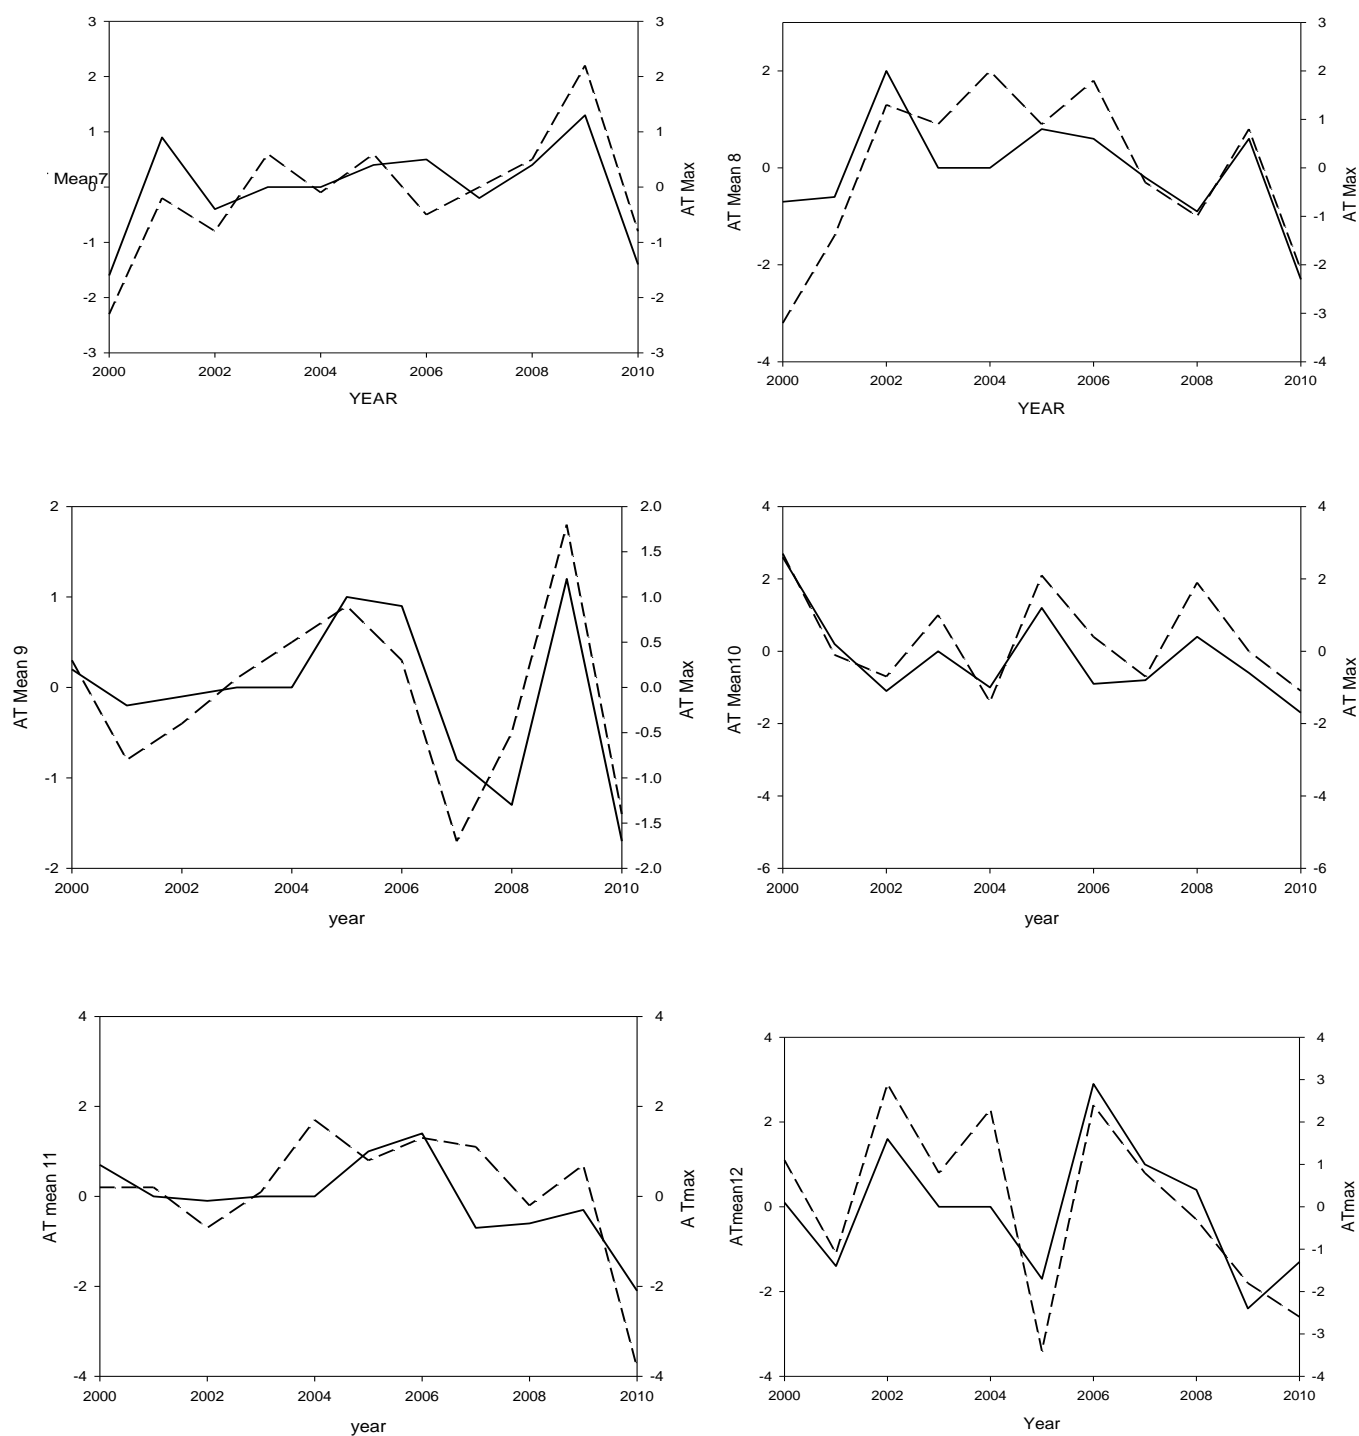 3 3
2 2
1 1
Mean7 0 0
-1 -1
-2 -2
-3 -3
AT Max
2000 2002 2004 2006 2008 2010
YEAR
3
2 2
1
0 0
-1
-2 -2
-3
-4 -4
AT Mean 8
AT Max
2000 2002 2004 2006 2008 2010
YEAR
2 2.0
1.5
1 1.0
0.5
0 0.0
-0.5
-1 -1.0
-1.5
-2 -2.0
AT Mean 9
AT Max
2000 2002 2004 2006 2008 2010
year
4 4
2 2
0 0
-2 -2
-4 -4
-6 -6
AT Mean10
AT Max
2000 2002 2004 2006 2008 2010
year
4 4
2 2
0 0
-2 -2
-4 -4
AT mean 11
A Tmax
2000 2002 2004 2006 2008 2010
year
4 4
3
2 2
1
0 0
-1
-2 -2
-3
-4 -4
ATmean12
ATmax
2000 2002 2004 2006 2008 2010
Year